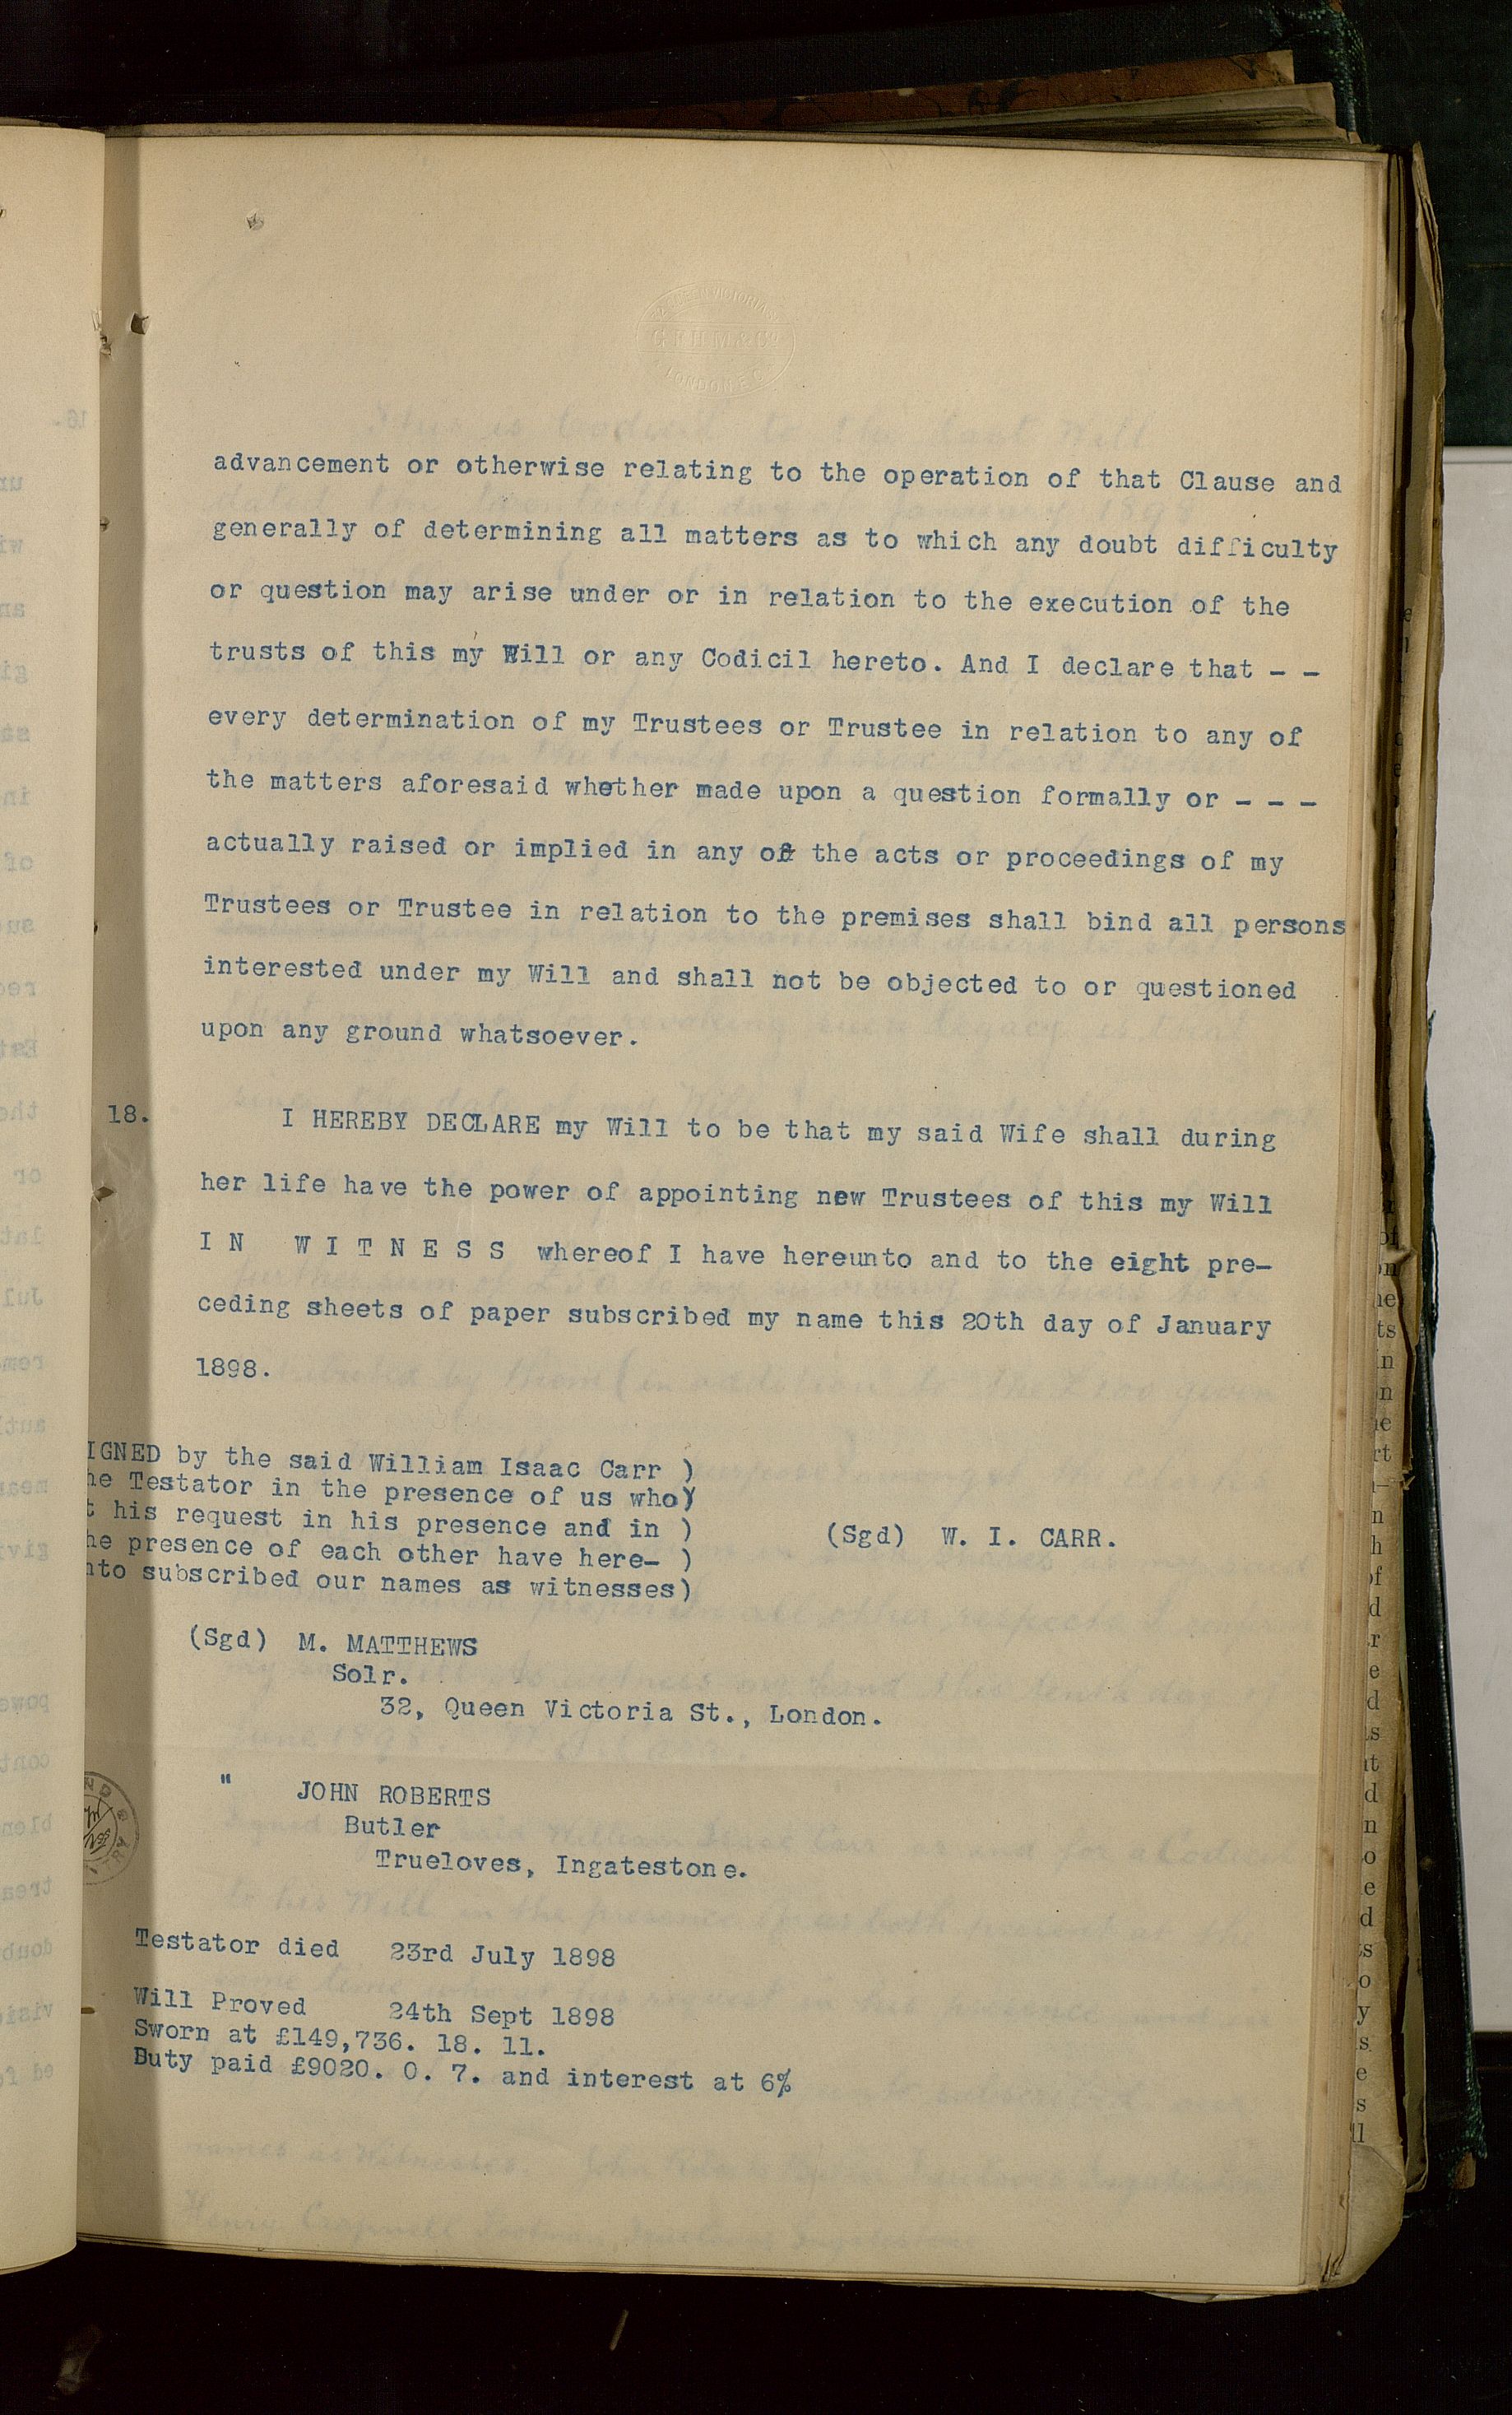 advancement or otherwise relating to the operation of that Clause and
generally of determining all matters as to which any doubt difficulty
or question may arise under or in relation to the execution of the
trusts of this my Will or any Codicil hereto. And I declare that - -
every determination of my Trustees or Trustee in relation to any of
the matters aforesaid whether made upon a question formally or - - -
actually raised or implied in any of the acts or proceedings of my
Trustees or Trustee in relation to the premises shall bind all persons
interested under my Will and shall not be objected to or questioned
upon any ground whatsoever.
18. I HEREBY DECLARE my Will to be that my said Wife shall during
her life have the power of appointing new Trustees of this my Will
I N W I T N E S S whereof I have hereunto and to the eight pre-
ceding sheets of paper subscribed my name this 20th day of January
1898.
IGNED by the said William Isaac Carr )
he Testator in the presence of us who)
t his request in his presence and in )
he presence of each other have here- )
nto subscribed our names as witnesses)
(Sgd) W. I. CARR.
(Sgd) M. MATTHEWS
Solr.
32, Queen Victoria St., London.
" JOHN ROBERTS
Butler
Trueloves, Ingatestone.
Testator died 23rd July 1898
Will Proved 24th Sept 1898
Sworn at £149,736. 18. 11.
Duty paid £9020. 0. 7. and interest at 6%